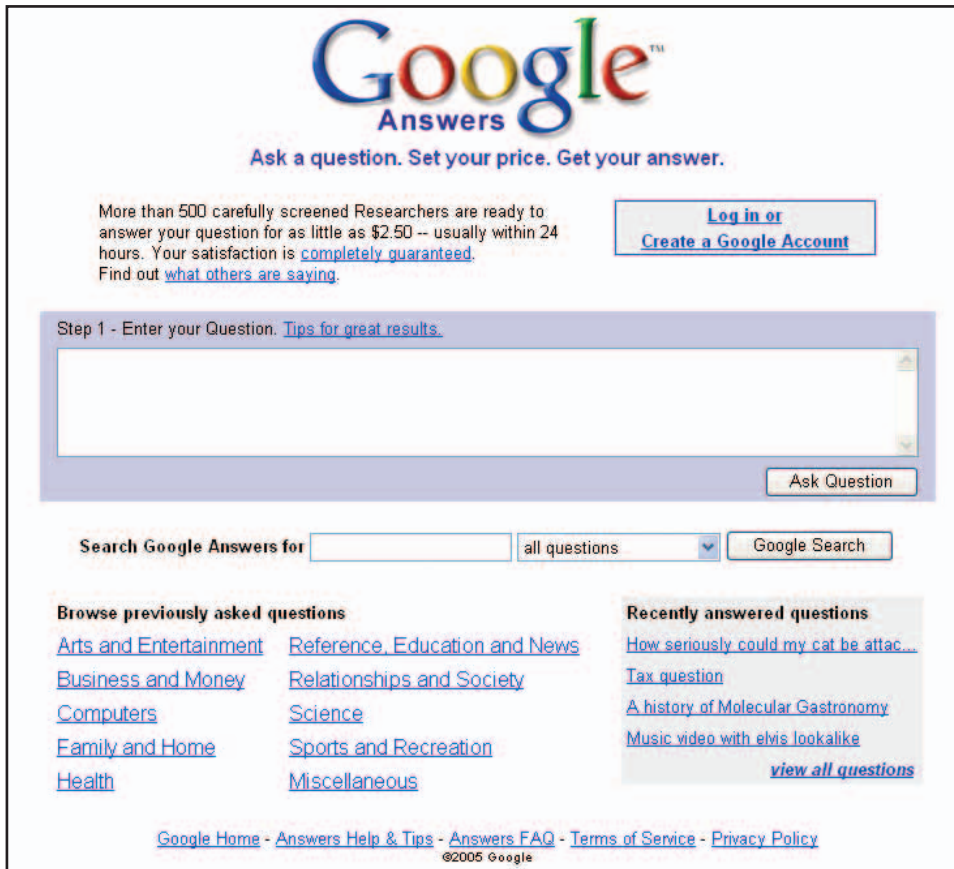 Google™
Answers
Ask a question. Set your price. Get your answer.
More than 500 carefully screened Researchers are ready to
answer your question for as little as $2.50 -- usually within 24
hours. Your satisfaction is completely guaranteed.
Find out what others are saying.
Log in or
Create a Google Account
Step 1 - Enter your Question. Tips for great results.
Ask Question
Search Google Answers for all questions Google Search
Browse previously asked questions
Arts and Entertainment Reference, Education and News
Business and Money Relationships and Society
Computers Science
Family and Home Sports and Recreation
Health Miscellaneous
Recently answered questions
How seriously could my cat be attac...
Tax question
A history of Molecular Gastronomy
Music video with elvis lookalike
view all questions
Google Home - Answers Help & Tips - Answers FAQ - Terms of Service - Privacy Policy
©2005 Google